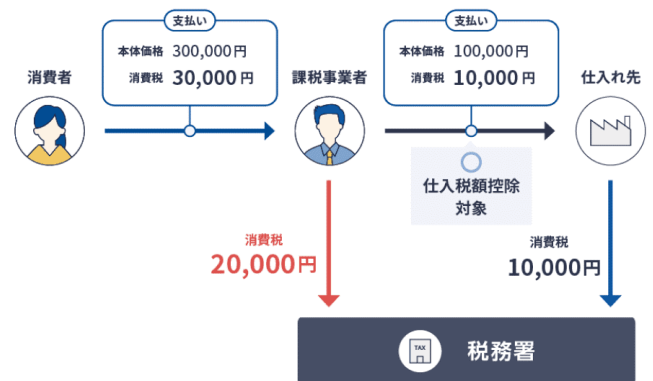 支払い
本体価格 300,000円
消費税 30,000円
支払い
本体価格 100,000円
消費税 10,000円
消費者
課税事業者
仕入れ先
仕入税額控除
対象
消費税
20,000円
消費税
10,000円
TAX
税務署